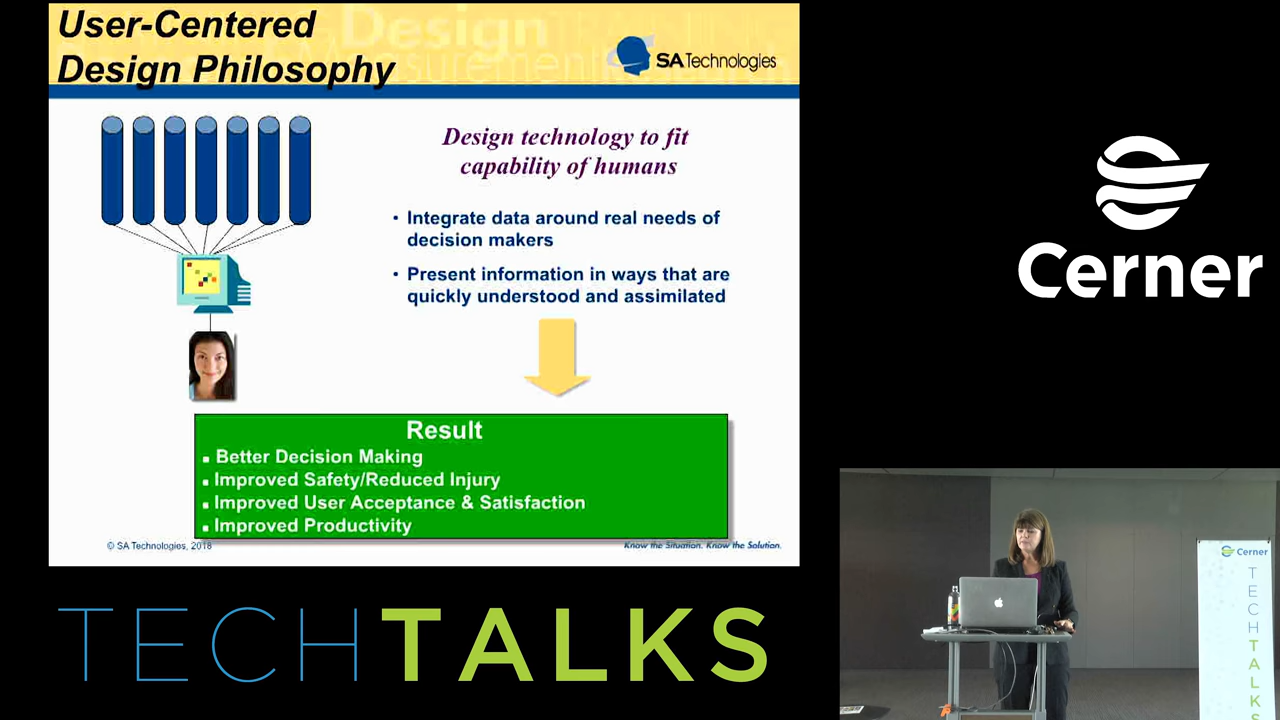 User-Centered
Design Philosophy
SA Technologies
Design technology to fit
capability of humans
• Integrate data around real needs of
decision makers
• Present information in ways that are
quickly understood and assimilated
Result
▪ Better Decision Making
▪ Improved Safety/Reduced Injury
▪ Improved User Acceptance & Satisfaction
▪ Improved Productivity
© SA Technologies, 2018
Know the Situation. Know the Solution.
Cerner
TECHTALKS
Cerner
TECHTALKS